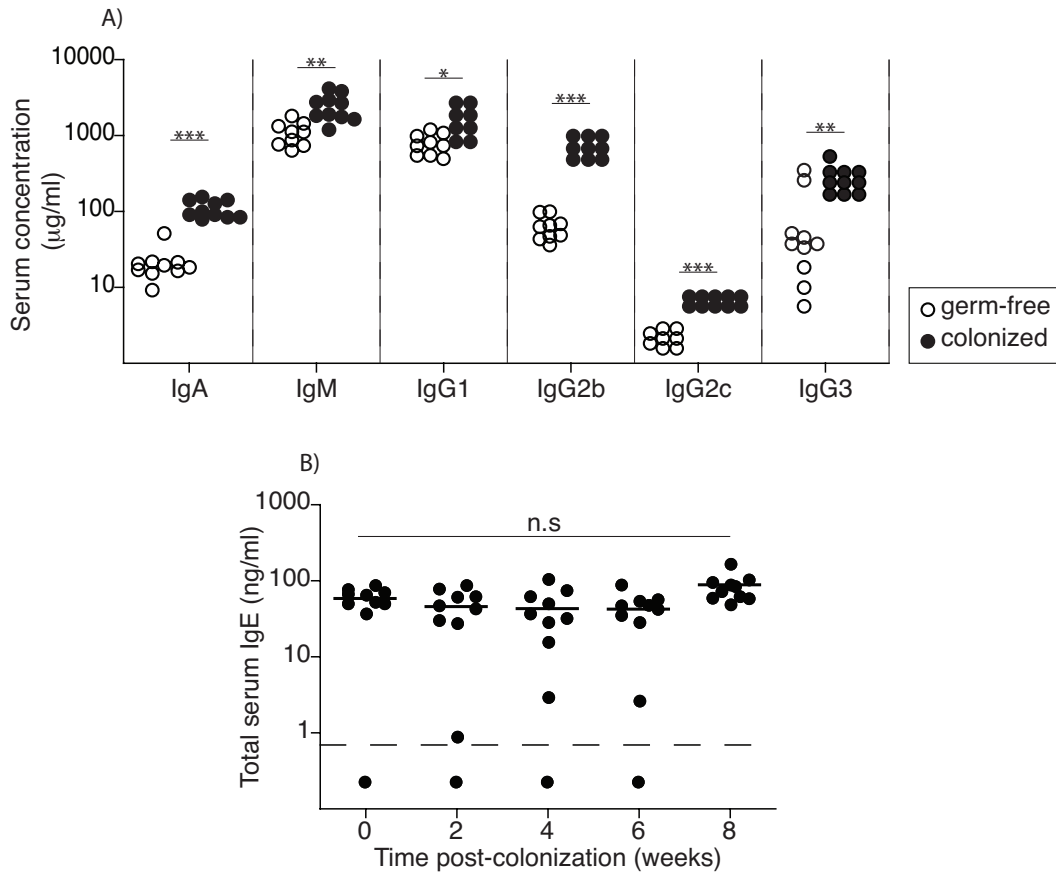 A)
Serum concentration
(µg/ml)
10000
1000
100
10
***
**
*
***
***
**
IgA
IgM
IgG1
IgG2b
IgG2c
IgG3
germ-free
colonized
B)
Total serum IgE (ng/ml)
1000
100
10
1
n.s
0
2
4
6
8
Time post-colonization (weeks)